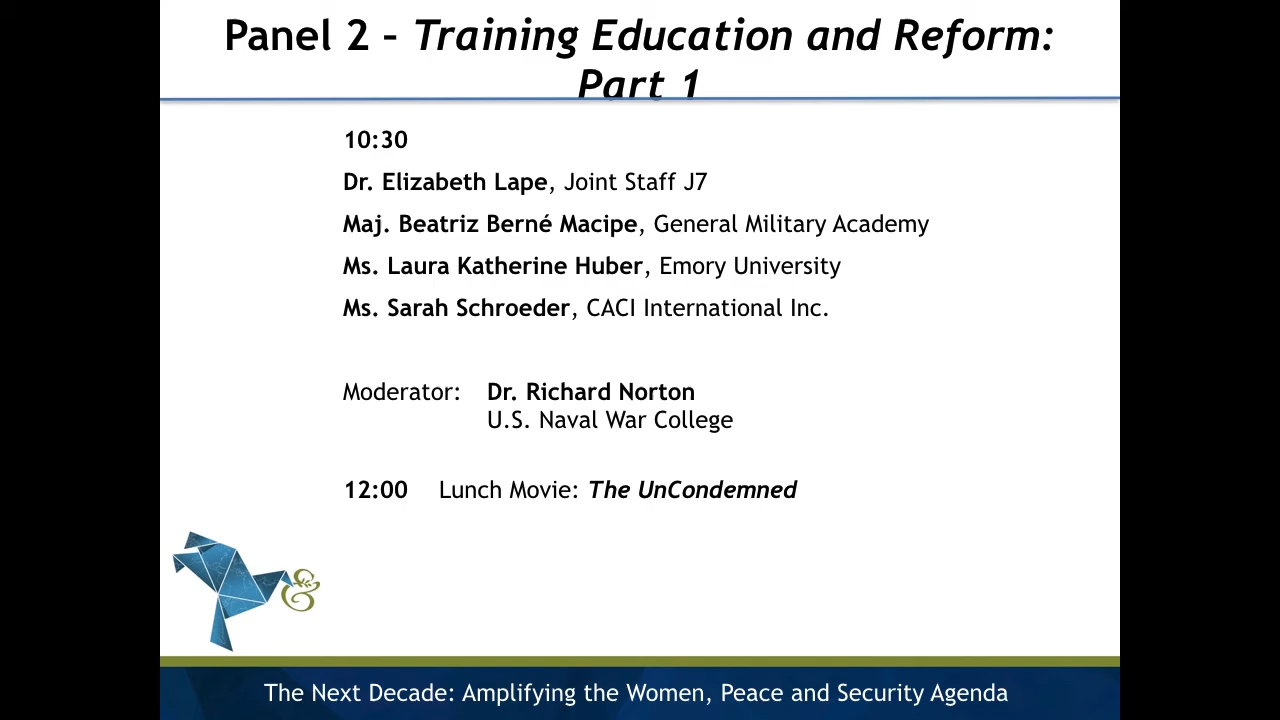 Panel 2 – Training Education and Reform:
Part 1
10:30
Dr. Elizabeth Lape, Joint Staff J7
Maj. Beatriz Berné Macipe, General Military Academy
Ms. Laura Katherine Huber, Emory University
Ms. Sarah Schroeder, CACI International Inc.
Moderator: Dr. Richard Norton
U.S. Naval War College
12:00 Lunch Movie: The UnCondemned
&
The Next Decade: Amplifying the Women, Peace and Security Agenda